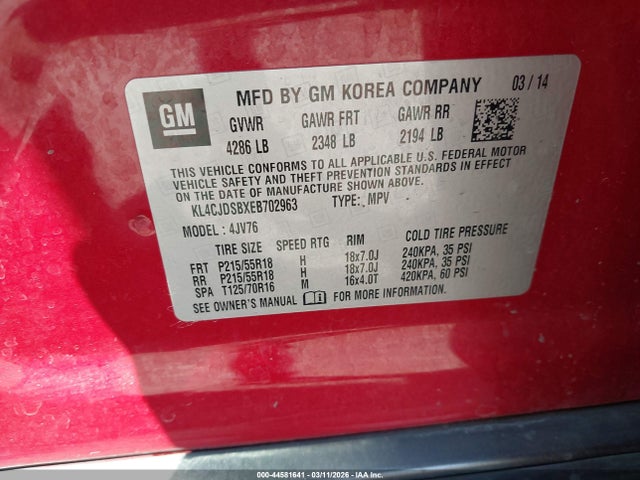 GM
MFD BY GM KOREA COMPANY 03 / 14
GVWR GAWR FRT GAWR RR
4286 LB 2348 LB 2194 LB
THIS VEHICLE CONFORMS TO ALL APPLICABLE U.S. FEDERAL MOTOR
VEHICLE SAFETY AND THEFT PREVENTION STANDARDS IN EFFECT
ON THE DATE OF MANUFACTURE SHOWN ABOVE.
KL4CJDSBXEB702963 TYPE: MPV
MODEL : 4JV76
TIRE SIZE SPEED RTG RIM COLD TIRE PRESSURE
FRT P215/55R18 H 18x7.0J 240KPA, 35 PSI
RR P215/55R18 H 18x7.0J 240KPA, 35 PSI
SPA T125/70R16 M 16x4.0T 420KPA, 60 PSI
SEE OWNER'S MANUAL FOR MORE INFORMATION.
000-44581641 - 03/11/2026 - IAA Inc.